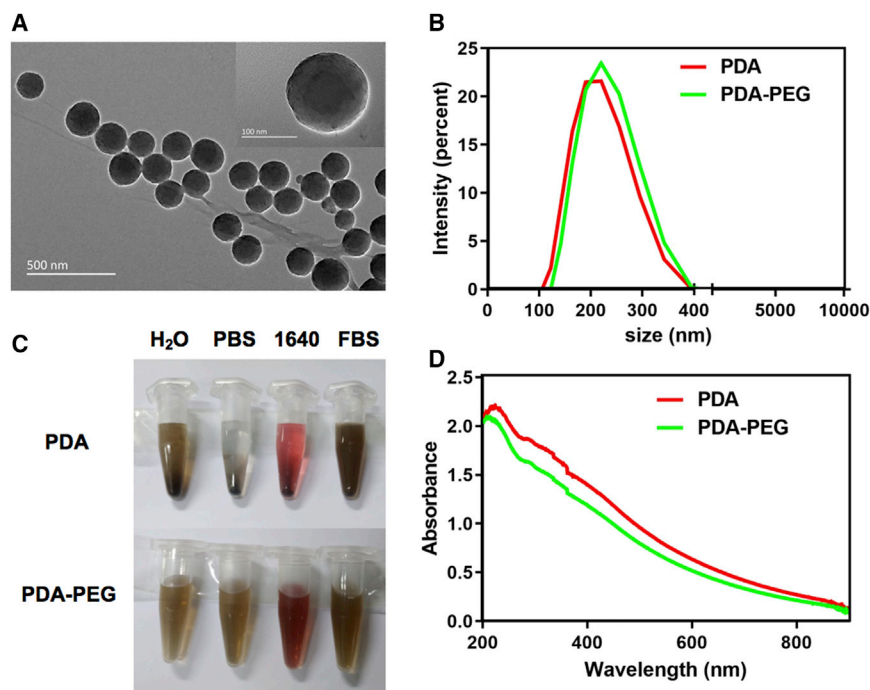 A
100 nm
500 nm
B
25
20
15
10
5
0
Intensity (percent)
PDA
PDA-PEG
0 100 200 300 400 5000 10000
size (nm)
C
H₂O PBS 1640 FBS
PDA
PDA-PEG
D
2.5
2.0
1.5
1.0
0.5
0.0
Absorbance
PDA
PDA-PEG
200 400 600 800
Wavelength (nm)